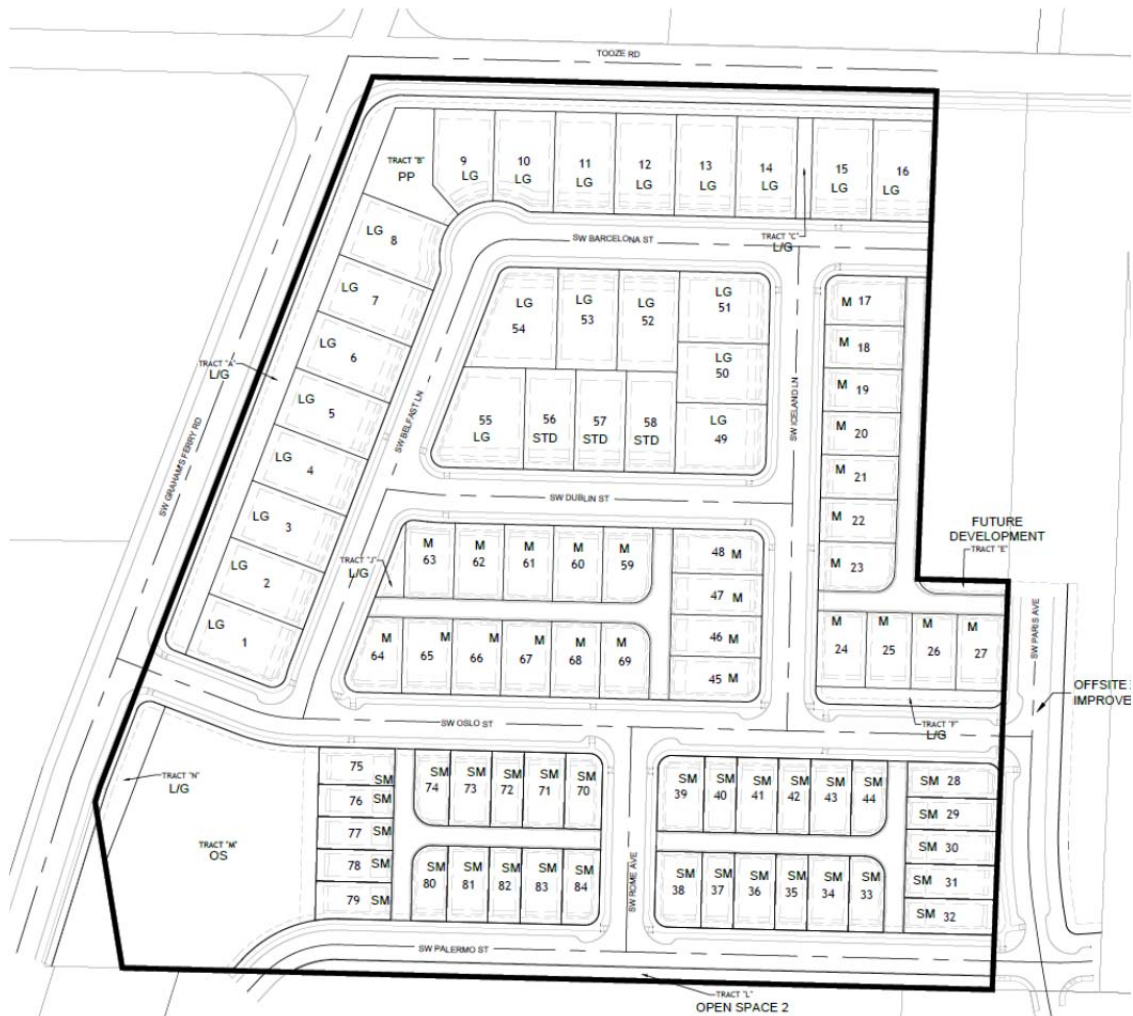 TOOZE RD
TRACT "B"
PP
9
LG
10
LG
11
LG
12
LG
13
LG
14
LG
15
LG
16
LG
LG
8
SW BARCELONA ST
TRACT "C"
L/G
LG
7
LG
54
LG
53
LG
52
LG
51
M 17
LG
6
M 18
TRACT "A"
L/G
LG
50
M 19
LG
5
SW BELFAST LN
SW ICELAND LN
55
LG
56
STD
57
STD
58
STD
LG
49
M 20
SW GRAHAMS FERRY RD
LG
4
M 21
SW DUBLIN ST
LG
3
M 22
FUTURE
DEVELOPMENT
TRACT "E"
M
63
M
62
M
61
M
60
M
59
48 M
M 23
TRACT "J"
L/G
LG
2
47 M
LG
1
M
64
M
65
M
66
M
67
M
68
M
69
46 M
45 M
M
24
M
25
M
26
M
27
SW PARIS AVE
OFFSITE
IMPROVE
SW OSLO ST
TRACT "F"
L/G
TRACT "N"
L/G
75
SM
76 SM
77 SM
78 SM
79 SM
SM
74
SM
73
SM
72
SM
71
SM
70
SM
39
SM
40
SM
41
SM
42
SM
43
SM
44
SM 28
SM 29
SM 30
SM 31
SM 32
TRACT "M"
OS
SM
80
SM
81
SM
82
SM
83
SM
84
SW ROME AVE
SM
38
SM
37
SM
36
SM
35
SM
34
SM
33
SW PALERMO ST
TRACT "L"
OPEN SPACE 2